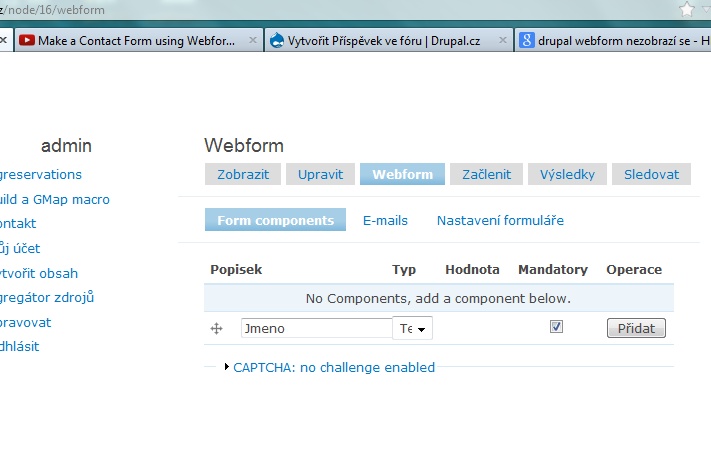 z/node/16/webform
Make a Contact Form using Webfor... Vytvořit Příspěvek ve fóru | Drupal.cz drupal webform nezobrazí se - H
admin
greservations
uild a GMap macro
ontakt
ůj účet
ytvořit obsah
gregátor zdrojů
pravovat
dhlásit
Webform
Zobrazit Upravit Webform Začlenit Výsledky Sledovat
Form components E-mails Nastavení formuláře
Popisek Typ Hodnota Mandatory Operace
No Components, add a component below.
Jmeno Te Přidat
CAPTCHA: no challenge enabled